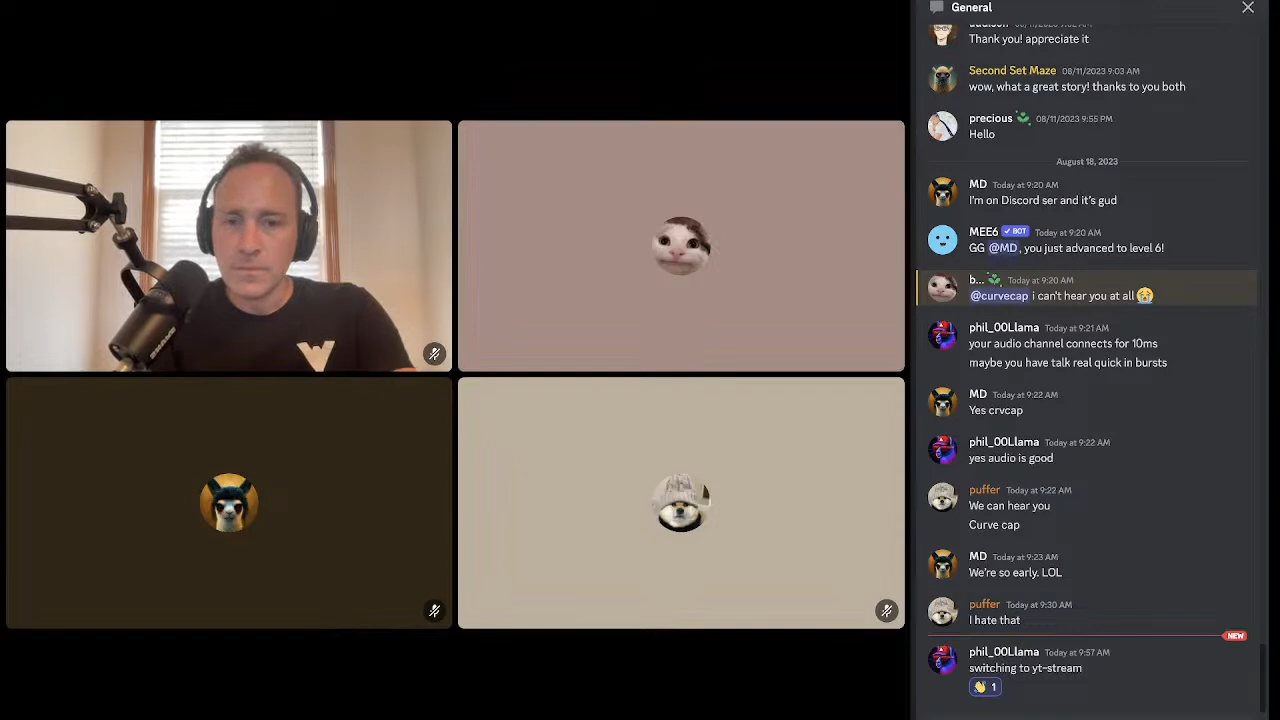 General
Thank you! appreciate it
Second Set Maze 08/11/2023 9:03 AM
wow, what a great story! thanks to you both
precious 08/11/2023 9:55 PM
Hello
August 18, 2023
MD Today at 9:20 AM
I'm on Discord ser and it's gud
MEE6 ✓ BOT Today at 9:20 AM
GG @MD, you just advanced to level 6!
b... Today at 9:20 AM
@curvecap i can't hear you at all 😭
phil_00Llama Today at 9:21 AM
your audio channel connects for 10ms
maybe you have talk real quick in bursts
MD Today at 9:22 AM
Yes crvcap
phil_00Llama Today at 9:22 AM
yes audio is good
puffer Today at 9:22 AM
We can hear you
Curve cap
MD Today at 9:23 AM
We're so early. LOL
puffer Today at 9:30 AM
I hate that
NEW
phil_00Llama Today at 9:57 AM
switching to yt-stream
👋 1